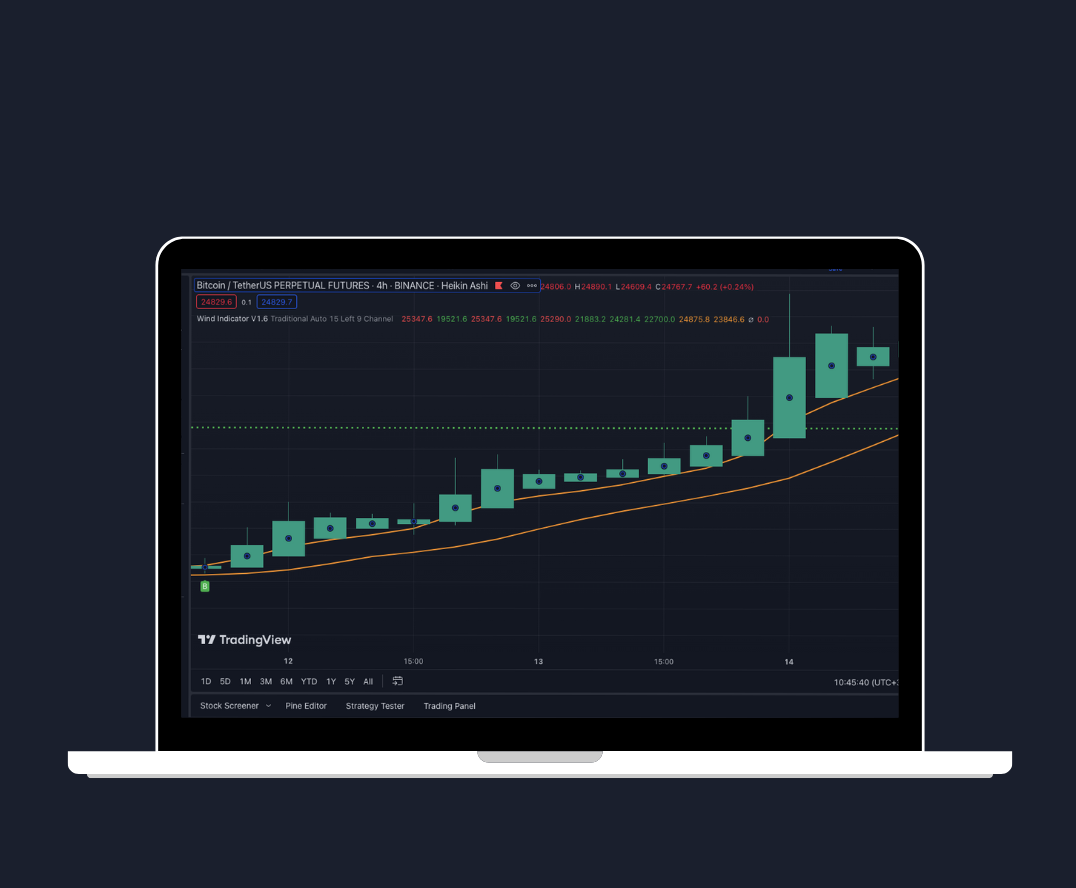 Bitcoin / TetherUS PERPETUAL FUTURES · 4h · BINANCE · Heikin Ashi 24806.0 H24890.1 L24609.4 C24767.7 +60.2 (+0.24%)
24829.6 0.1 24829.7
Wind Indicator V1.6 Traditional Auto 15 Left 9 Channel 25347.6 19521.6 25347.6 19521.6 25290.0 21883.2 24281.4 22700.0 24875.8 23846.6 ø 0.0
B
TradingView
12 15:00 13 15:00 14
1D 5D 1M 3M 6M YTD 1Y 5Y All 10:45:40 (UTC+
Stock Screener Pine Editor Strategy Tester Trading Panel